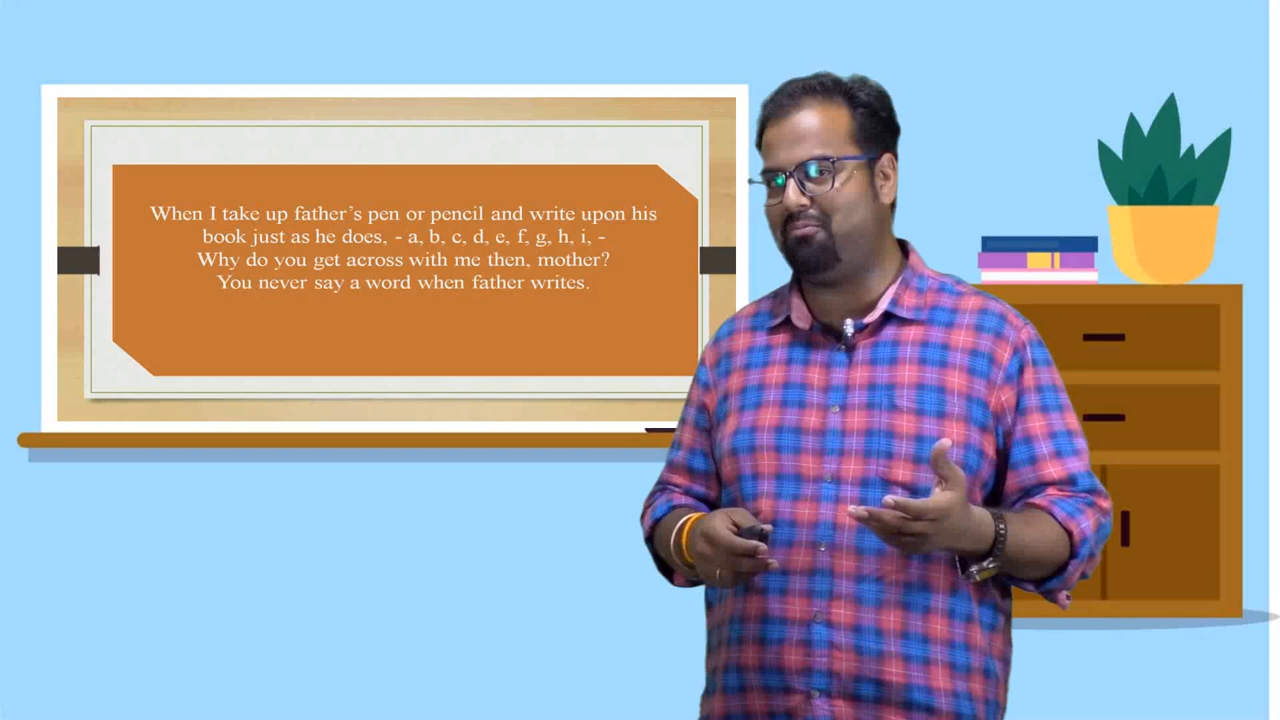 When I take up father’s pen or pencil and write upon his
book just as he does, - a, b, c, d, e, f, g, h, i, -
Why do you get across with me then, mother?
You never say a word when father writes.